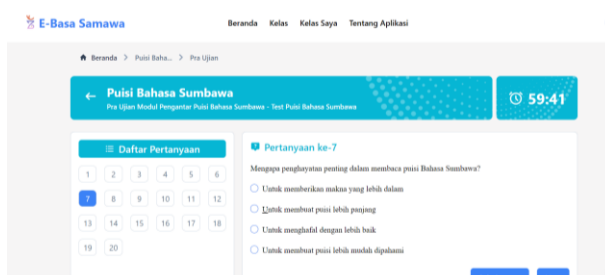 E-Basa Samawa
Beranda Kelas Kelas Saya Tentang Aplikasi
Beranda > Puisi Baha... > Pra Ujian
Puisi Bahasa Sumbawa
Pra Ujian Modul Pengantar Puisi Bahasa Sumbawa - Test Puisi Bahasa Sumbawa
59:41
Daftar Pertanyaan
1 2 3 4 5 6
7 8 9 10 11 12
13 14 15 16 17 18
19 20
Pertanyaan ke-7
Mengapa penghayatan penting dalam membaca puisi Bahasa Sumbawa?
Untuk memberikan makna yang lebih dalam
Untuk membuat puisi lebih panjang
Untuk menghafal dengan lebih baik
Untuk membuat puisi lebih mudah dipahami